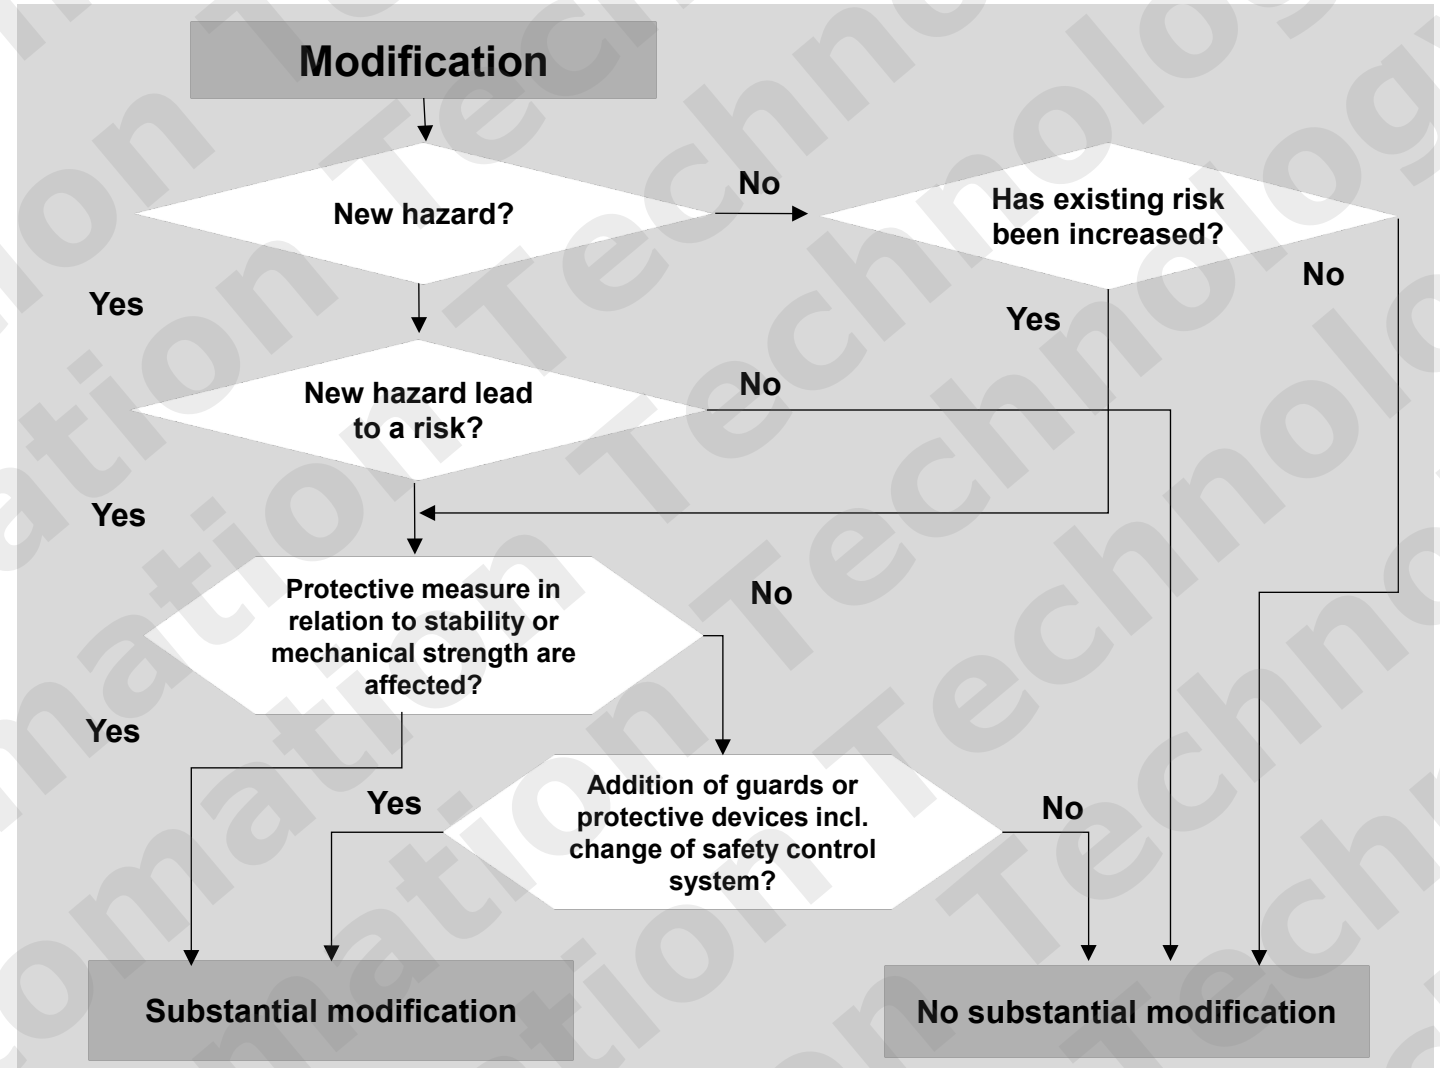 Modification
New hazard?
No
Has existing risk
been increased?
No
Yes
Yes
New hazard lead
to a risk?
No
Yes
Protective measure in
relation to stability or
mechanical strength are
affected?
No
Yes
Addition of guards or
protective devices incl.
change of safety control
system?
Yes
No
Substantial modification
No substantial modification
Automation Technology